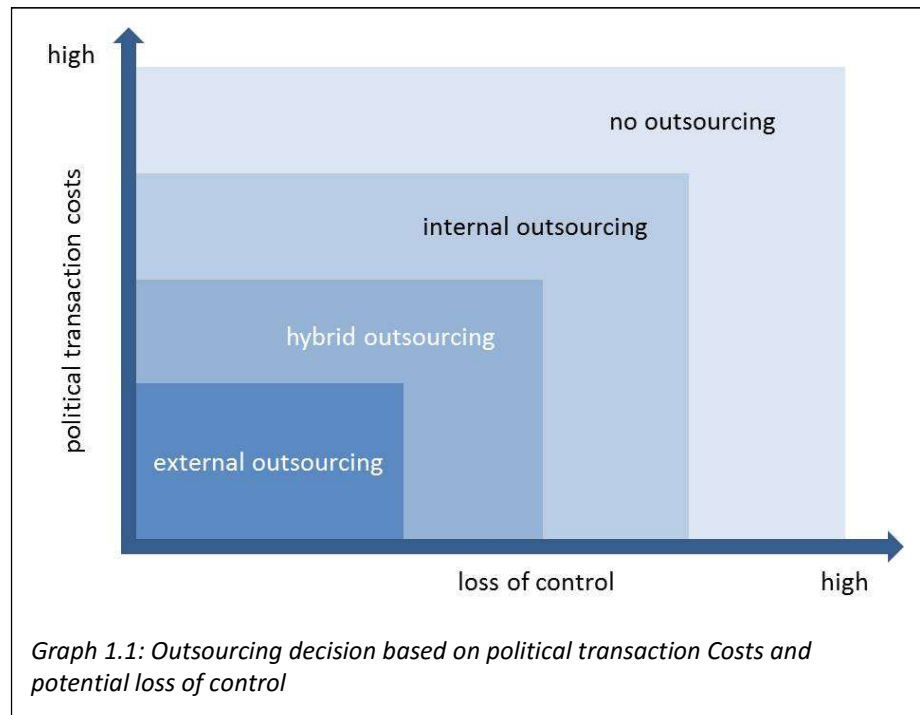 high
no outsourcing
internal outsourcing
political transaction costs
hybrid outsourcing
external outsourcing
loss of control
high
Graph 1.1: Outsourcing decision based on political transaction Costs and
potential loss of control